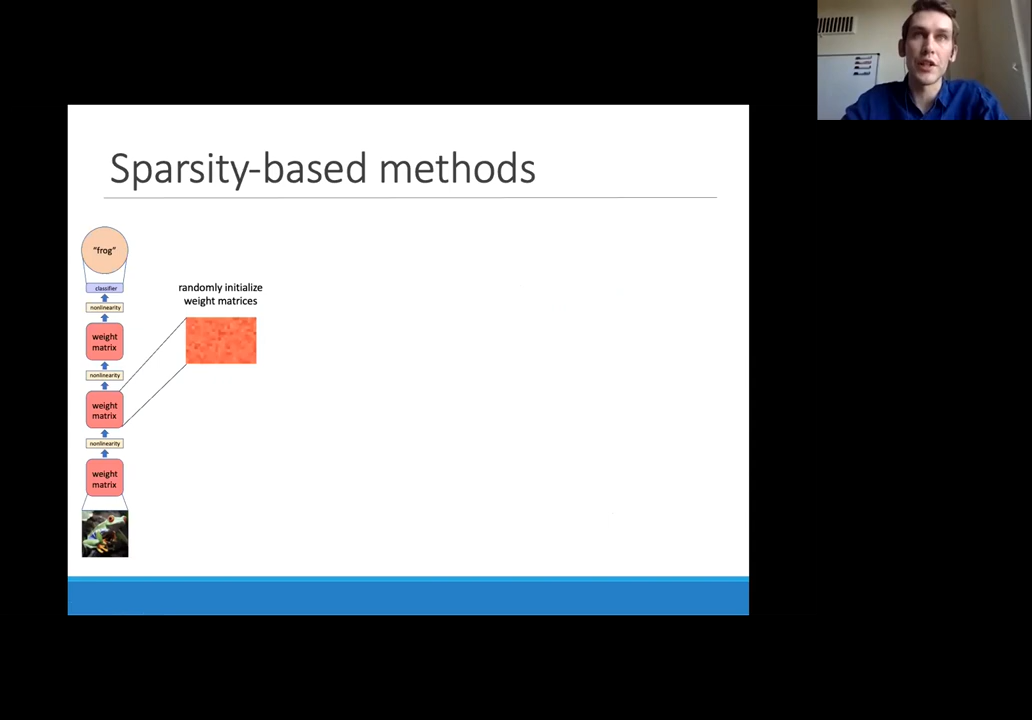 Sparsity-based methods
"frog"
classifier
nonlinearity
weight
matrix
nonlinearity
weight
matrix
nonlinearity
weight
matrix
randomly initialize
weight matrices